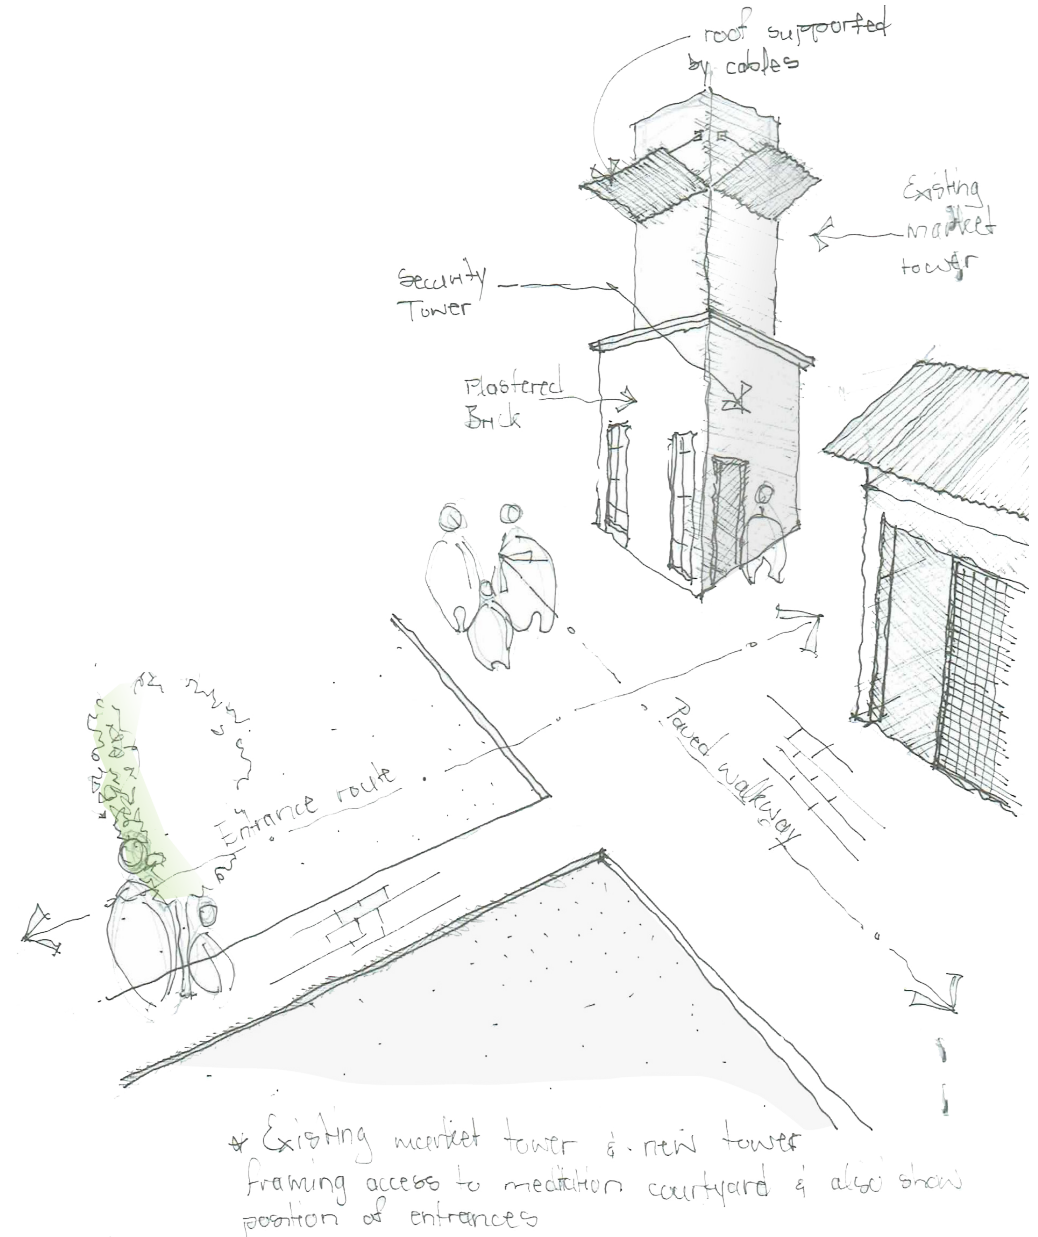 roof supported
by cables
Existing
market
tower
Security
Tower
Plastered
Brick
Paved walkway
Entrance route
* Existing market tower & new tower
framing access to meditation courtyard & also show
position of entrances